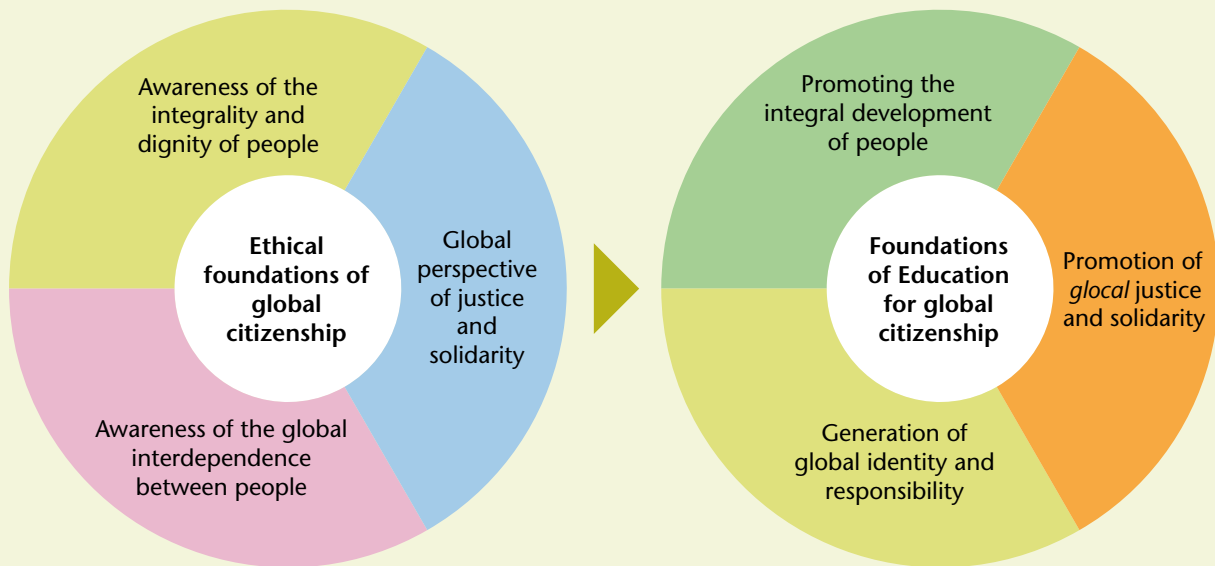 Awareness of the
integrality and
dignity of people
Global
perspective
of justice
and
solidarity
Awareness of the global
interdependence
between people
Ethical
foundations of
global
citizenship
Promoting the
integral development
of people
Promotion of
glocal justice
and solidarity
Generation of
global identity and
responsibility
Foundations
of Education
for global
citizenship